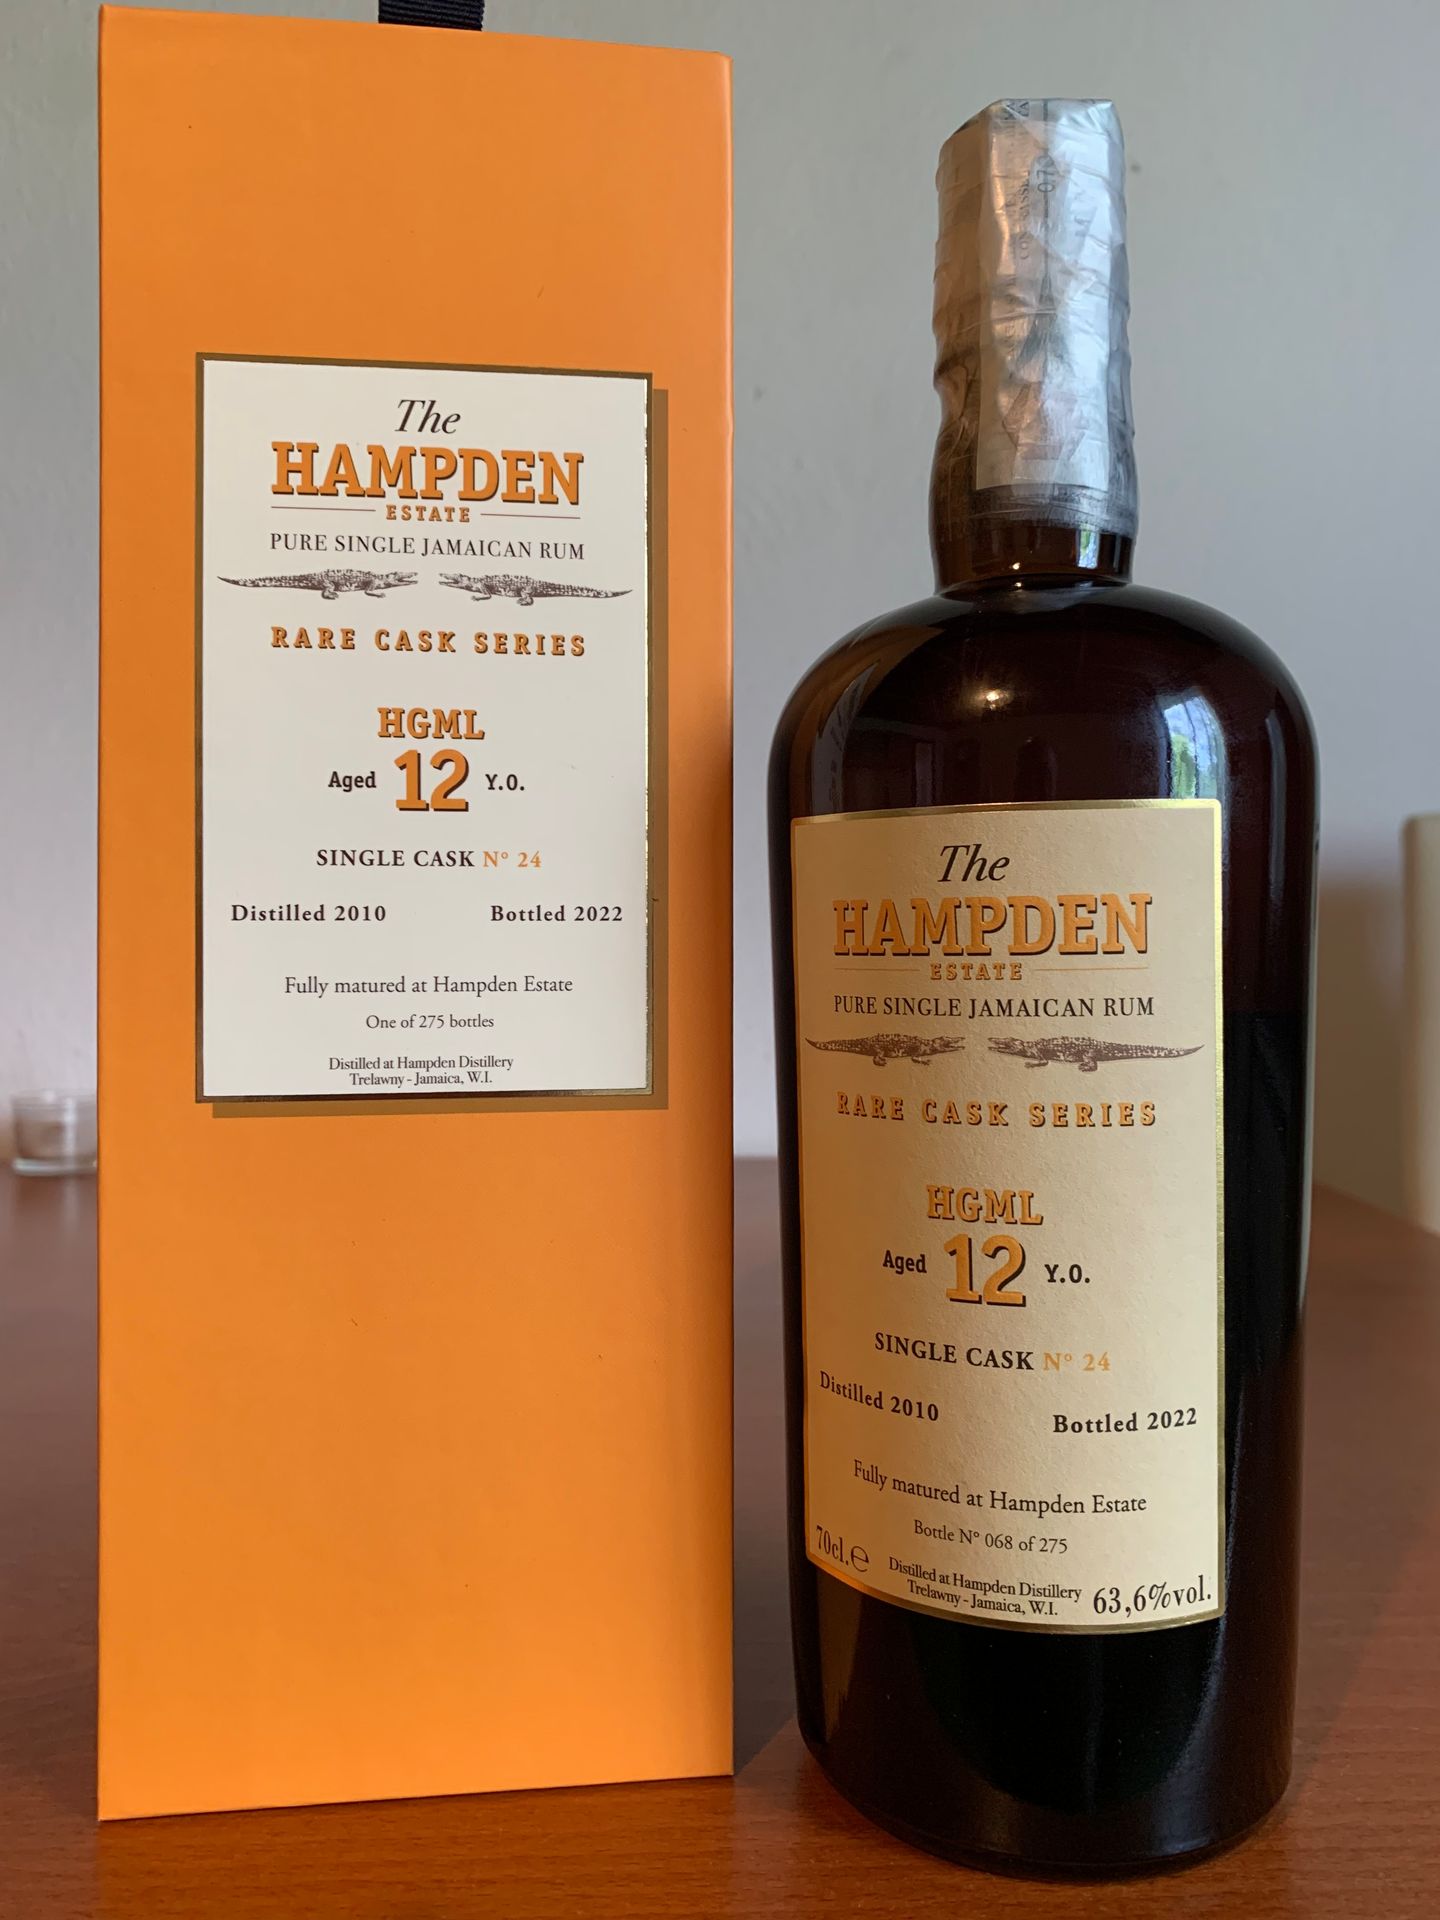 The
HAMPDEN
ESTATE
PURE SINGLE JAMAICAN RUM
RARE CASK SERIES
HGML
Aged 12 Y.O.
SINGLE CASK N° 24
Distilled 2010 Bottled 2022
Fully matured at Hampden Estate
One of 275 bottles
Distilled at Hampden Distillery
Trelawny - Jamaica, W.I.
The
HAMPDEN
ESTATE
PURE SINGLE JAMAICAN RUM
RARE CASK SERIES
HGML
Aged 12 Y.O.
SINGLE CASK N° 24
Distilled 2010 Bottled 2022
Fully matured at Hampden Estate
Bottle N° 068 of 275
70cl.℮ Distilled at Hampden Distillery 63,6%vol.
Trelawny - Jamaica, W.I.